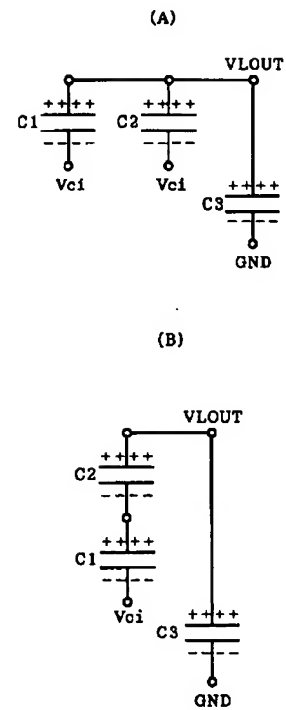 (A)
VLOUT
++++ ++++
C1 C2
---- ----
Vci Vci
++++
C3
----
GND
(B)
VLOUT
++++
C2
----
++++
C1
----
Vci
++++
C3
----
GND